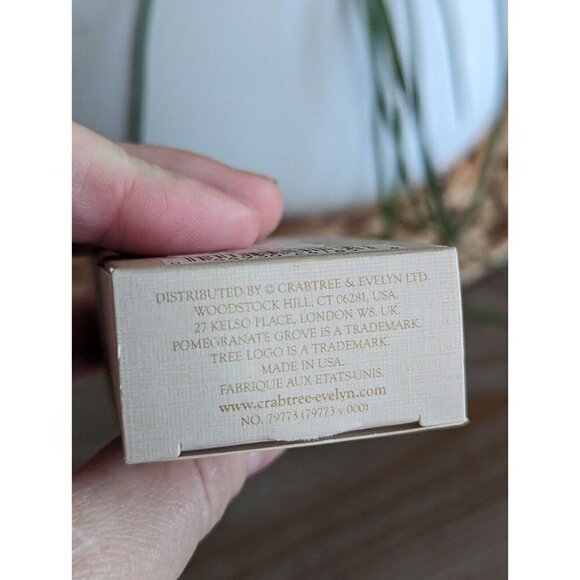 DISTRIBUTED BY © CRABTREE & EVELYN LTD.
WOODSTOCK HILL, CT 06281, USA.
27 KELSO PLACE, LONDON W8. UK.
POMEGRANATE GROVE IS A TRADEMARK.
TREE LOGO IS A TRADEMARK.
MADE IN USA.
FABRIQUE AUX ETATS-UNIS.
www.crabtree-evelyn.com
NO. 79773 (79773 v 000)